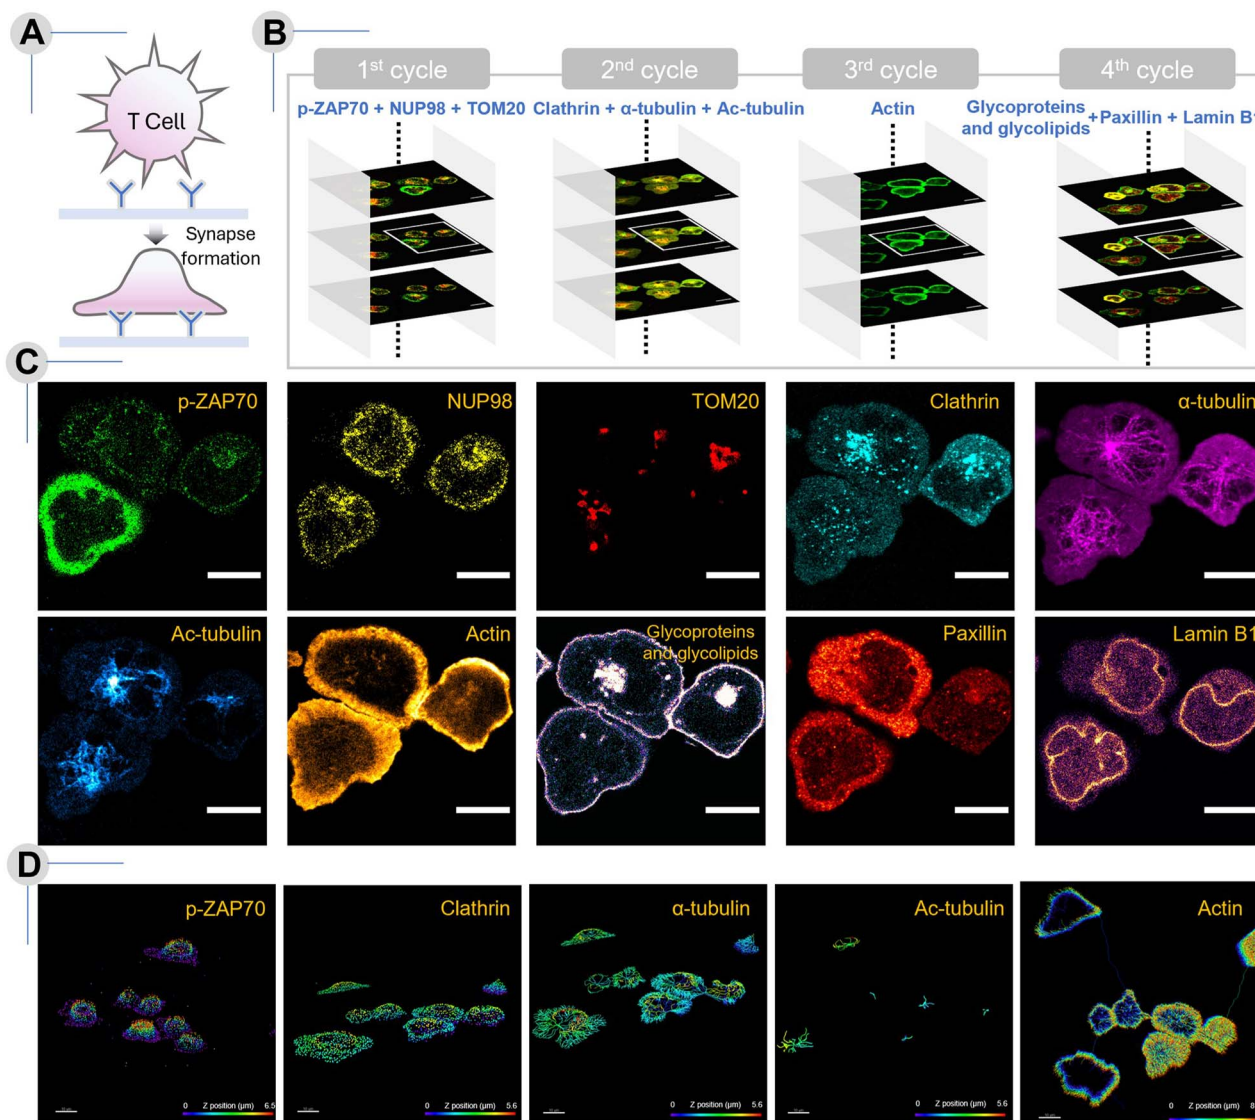 A
T Cell
Synapse
formation
B
1st cycle
2nd cycle
3rd cycle
4th cycle
p-ZAP70 + NUP98 + TOM20
Clathrin + α-tubulin + Ac-tubulin
Actin
Glycoproteins
and glycolipids
+Paxillin + Lamin B1
C
p-ZAP70
NUP98
TOM20
Clathrin
α-tubulin
Ac-tubulin
Actin
Glycoproteins
and glycolipids
Paxillin
Lamin B1
D
p-ZAP70
Clathrin
α-tubulin
Ac-tubulin
Actin
Z position (µm)
0
6.5
Z position (µm)
0
5.6
Z position (µm)
0
5.6
Z position (µm)
0
5.6
Z position (µm)
0